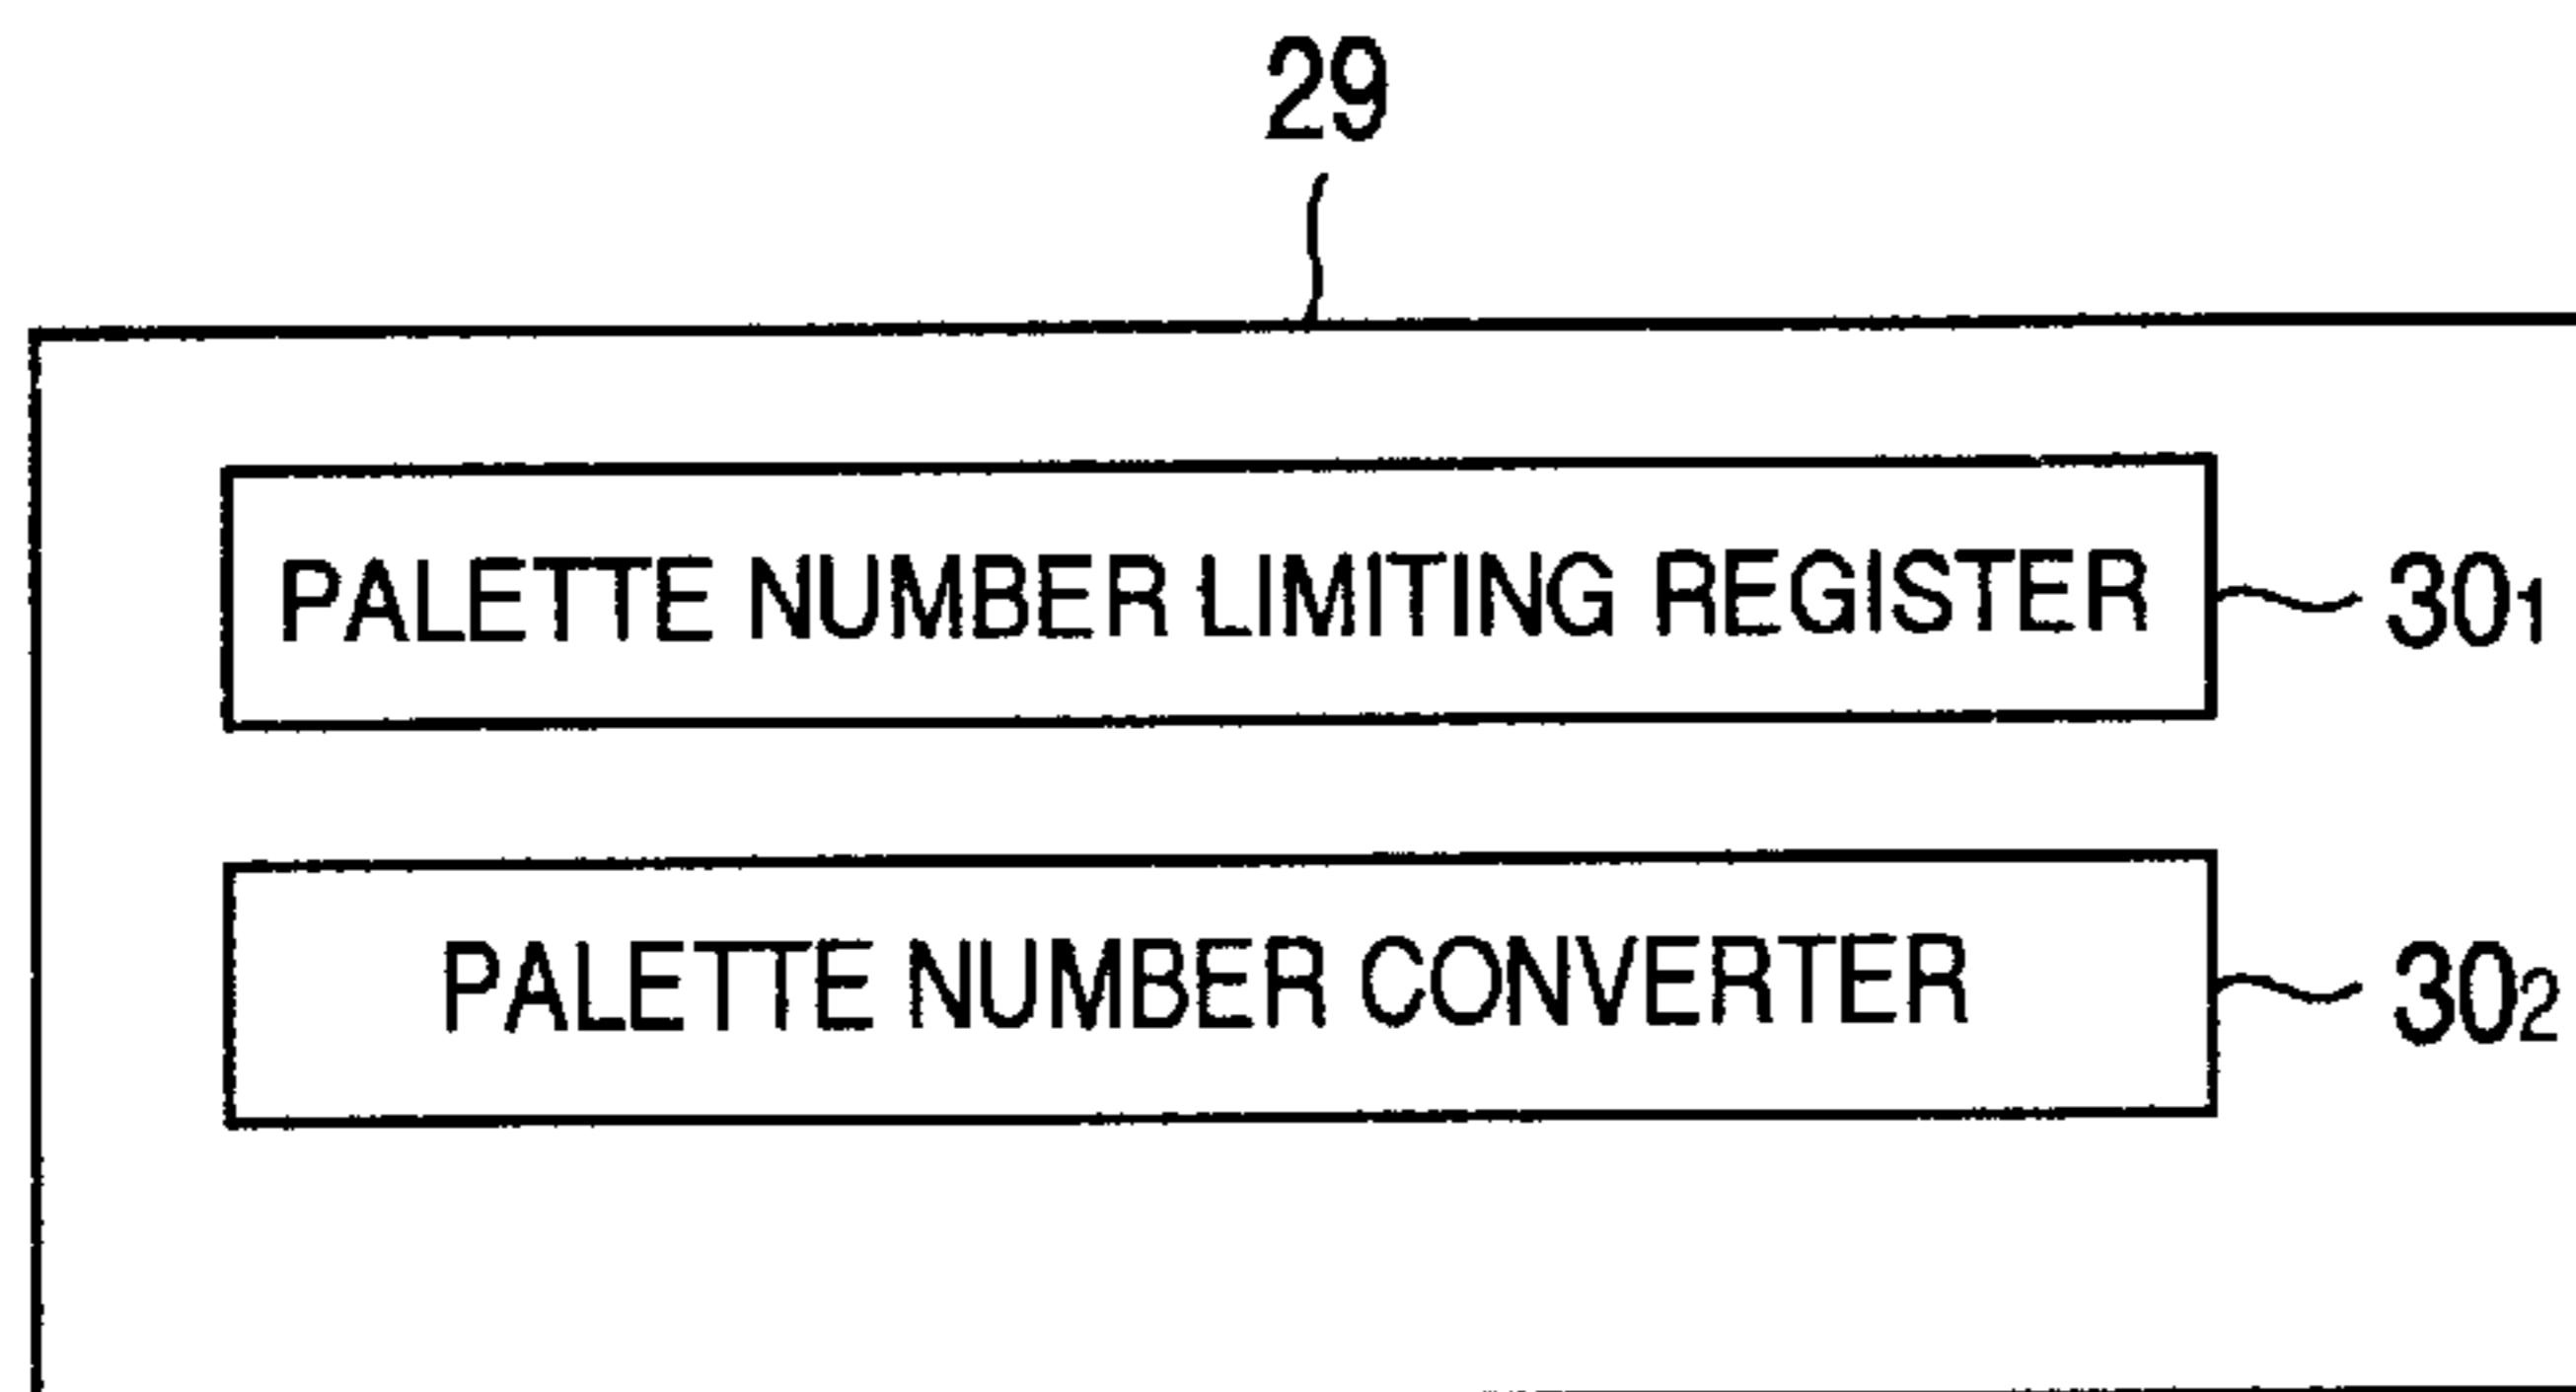 29
PALETTE NUMBER LIMITING REGISTER 30₁
PALETTE NUMBER CONVERTER 30₂